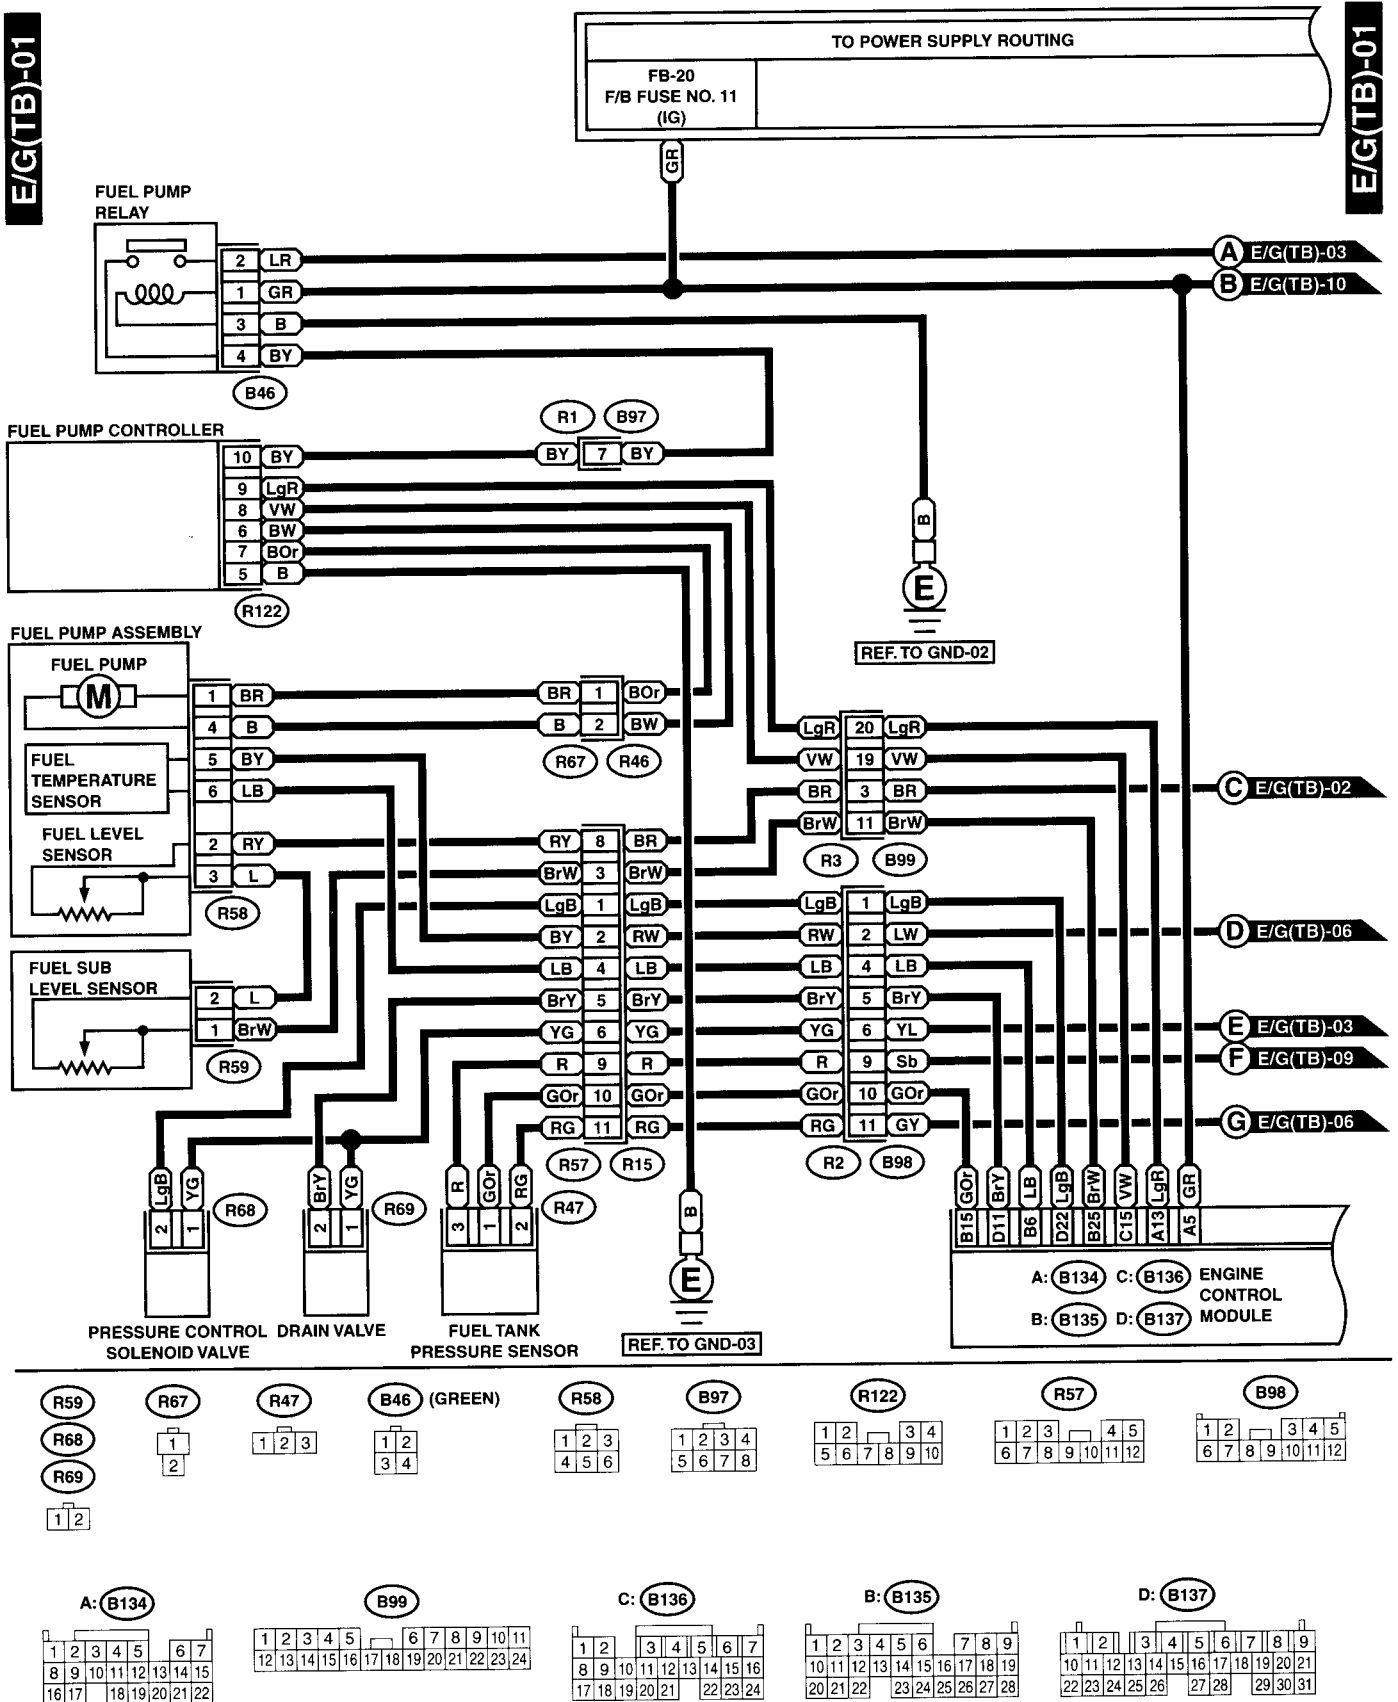 E/G(TB)-01
E/G(TB)-01
TO POWER SUPPLY ROUTING
FB-20
F/B FUSE NO. 11
(IG)
GR
FUEL PUMP
RELAY
2 LR
1 GR
3 B
4 BY
B46
A E/G(TB)-03
B E/G(TB)-10
FUEL PUMP CONTROLLER
R1 B97
10 BY
BY 7 BY
9 LgR
8 VW
6 BW
7 BOr
5 B
R122
B
E
REF. TO GND-02
FUEL PUMP ASSEMBLY
FUEL PUMP
M
1 BR
4 B
5 BY
6 LB
2 RY
3 L
R58
FUEL
TEMPERATURE
SENSOR
FUEL LEVEL
SENSOR
BR 1 BOr
B 2 BW
R67 R46
LgR 20 LgR
VW 19 VW
BR 3 BR
BrW 11 BrW
R3 B99
C E/G(TB)-02
FUEL SUB
LEVEL SENSOR
2 L
1 BrW
R59
RY 8 BR
BrW 3 BrW
LgB 1 LgB
BY 2 RW
LB 4 LB
BrY 5 BrY
YG 6 YG
R 9 R
GOr 10 GOr
RG 11 RG
R57 R15
LgB 1 LgB
RW 2 LW
LB 4 LB
BrY 5 BrY
YG 6 YL
R 9 Sb
GOr 10 GOr
RG 11 GY
R2 B98
D E/G(TB)-06
E E/G(TB)-03
F E/G(TB)-09
G E/G(TB)-06
LgB YG
2 1
R68
BrY YG
2 1
R69
R GOr RG
3 1 2
R47
B
E
REF. TO GND-03
GOr BrY LB LgB BrW VW LgR GR
B15 D11 B6 D22 B25 C15 A13 A5
A: B134 C: B136 ENGINE
CONTROL
B: B135 D: B137 MODULE
PRESSURE CONTROL
SOLENOID VALVE
DRAIN VALVE
FUEL TANK
PRESSURE SENSOR
R59
R68
R69
1 2
R67
1
2
R47
1 2 3
B46 (GREEN)
1 2
3 4
R58
1 2 3
4 5 6
B97
1 2 3 4
5 6 7 8
R122
1 2 3 4
5 6 7 8 9 10
R57
1 2 3 4 5
6 7 8 9 10 11 12
B98
1 2 3 4 5
6 7 8 9 10 11 12
A: B134
1 2 3 4 5 6 7
8 9 10 11 12 13 14 15
16 17 18 19 20 21 22
B99
1 2 3 4 5 6 7 8 9 10 11
12 13 14 15 16 17 18 19 20 21 22 23 24
C: B136
1 2 3 4 5 6 7
8 9 10 11 12 13 14 15 16
17 18 19 20 21 22 23 24
B: B135
1 2 3 4 5 6 7 8 9
10 11 12 13 14 15 16 17 18 19
20 21 22 23 24 25 26 27 28
D: B137
1 2 3 4 5 6 7 8 9
10 11 12 13 14 15 16 17 18 19 20 21
22 23 24 25 26 27 28 29 30 31